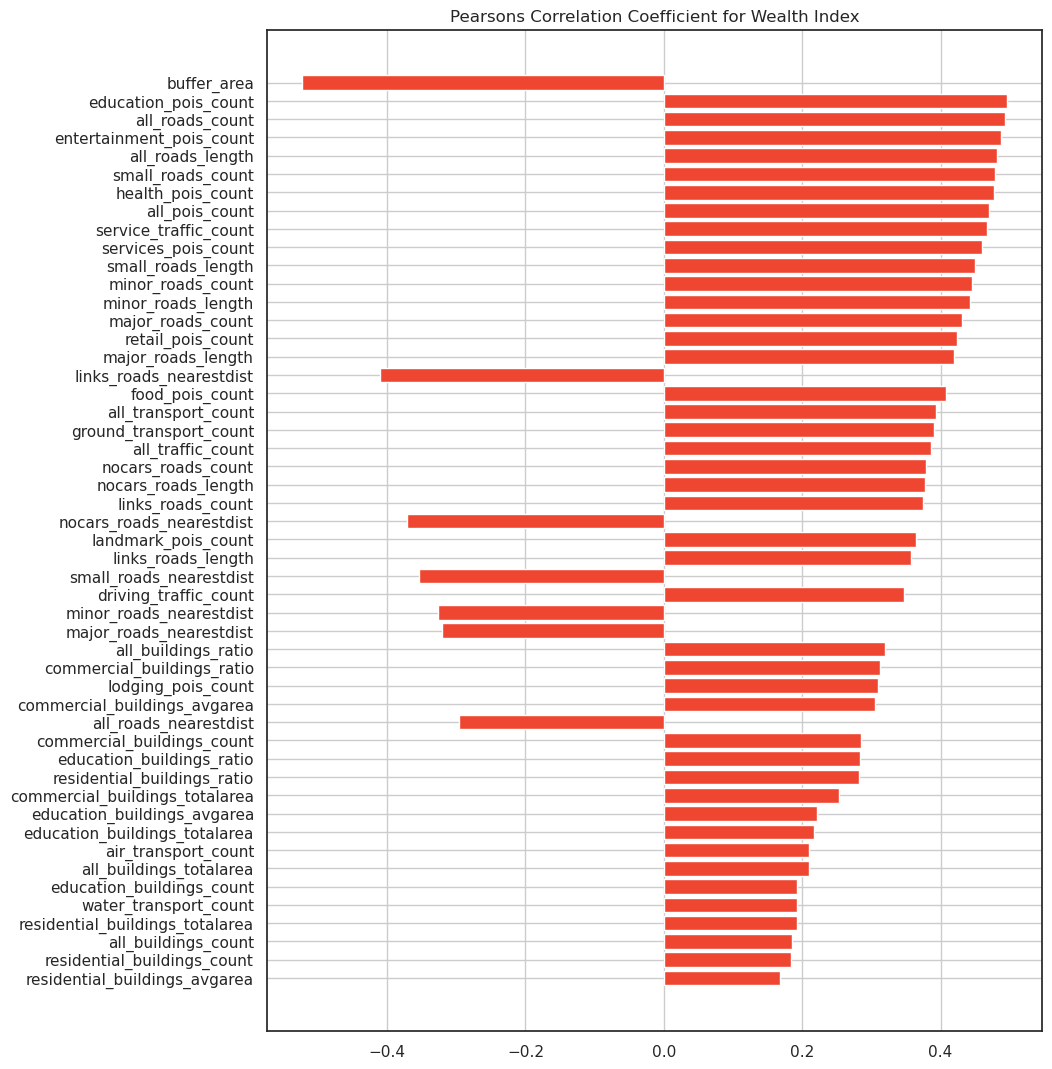 Pearsons Correlation Coefficient for Wealth Index
buffer_area
education_pois_count
all_roads_count
entertainment_pois_count
all_roads_length
small_roads_count
health_pois_count
all_pois_count
service_traffic_count
services_pois_count
small_roads_length
minor_roads_count
minor_roads_length
major_roads_count
retail_pois_count
major_roads_length
links_roads_nearestdist
food_pois_count
all_transport_count
ground_transport_count
all_traffic_count
nocars_roads_count
nocars_roads_length
links_roads_count
nocars_roads_nearestdist
landmark_pois_count
links_roads_length
small_roads_nearestdist
driving_traffic_count
minor_roads_nearestdist
major_roads_nearestdist
all_buildings_ratio
commercial_buildings_ratio
lodging_pois_count
commercial_buildings_avgarea
all_roads_nearestdist
commercial_buildings_count
education_buildings_ratio
residential_buildings_ratio
commercial_buildings_totalarea
education_buildings_avgarea
education_buildings_totalarea
air_transport_count
all_buildings_totalarea
education_buildings_count
water_transport_count
residential_buildings_totalarea
all_buildings_count
residential_buildings_count
residential_buildings_avgarea
−0.4 −0.2 0.0 0.2 0.4